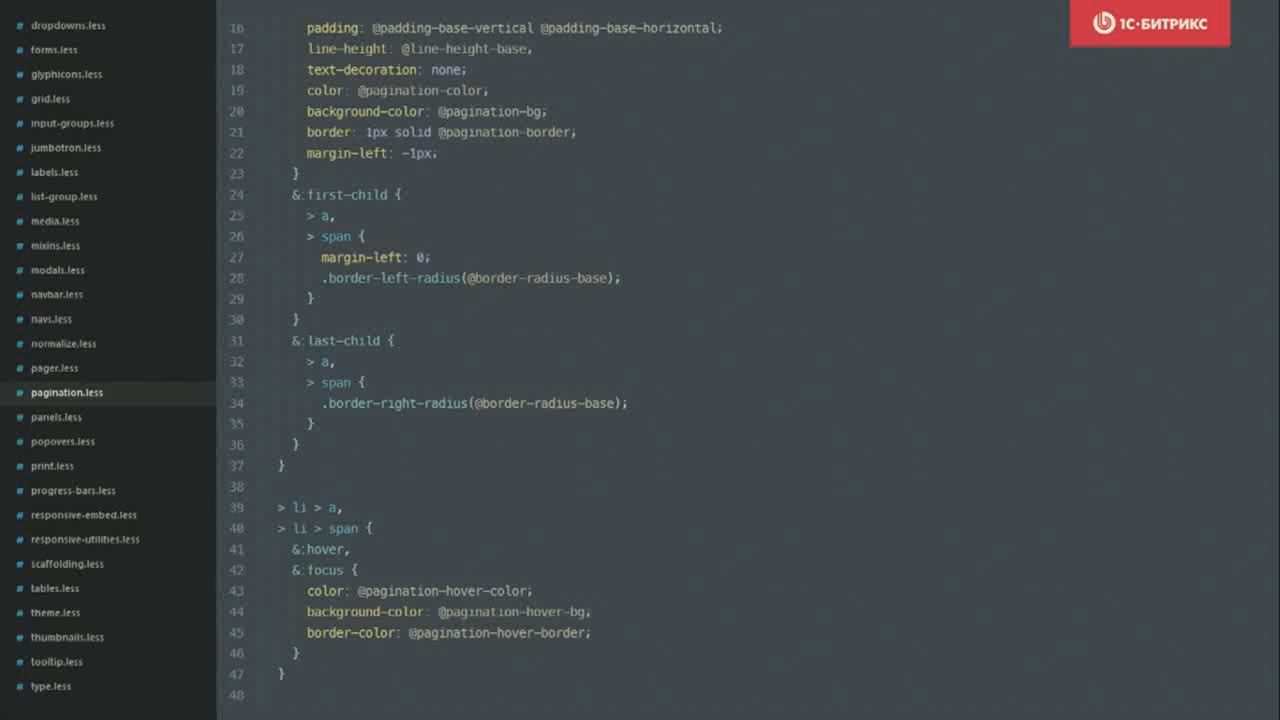 dropdowns.less
forms.less
glyphicons.less
grid.less
input-groups.less
jumbotron.less
labels.less
list-group.less
media.less
mixins.less
modals.less
navbar.less
navs.less
normalize.less
pager.less
pagination.less
panels.less
popovers.less
print.less
progress-bars.less
responsive-embed.less
responsive-utilities.less
scaffolding.less
tables.less
theme.less
thumbnails.less
tooltip.less
type.less
16 padding: @padding-base-vertical @padding-base-horizontal;
17 line-height: @line-height-base;
18 text-decoration: none;
19 color: @pagination-color;
20 background-color: @pagination-bg;
21 border: 1px solid @pagination-border;
22 margin-left: -1px;
23 }
24 &:first-child {
25 > a,
26 > span {
27 margin-left: 0;
28 .border-left-radius(@border-radius-base);
29 }
30 }
31 &:last-child {
32 > a,
33 > span {
34 .border-right-radius(@border-radius-base);
35 }
36 }
37 }
38
39 > li > a,
40 > li > span {
41 &:hover,
42 &:focus {
43 color: @pagination-hover-color;
44 background-color: @pagination-hover-bg;
45 border-color: @pagination-hover-border;
46 }
47 }
48
1С·БИТРИКС